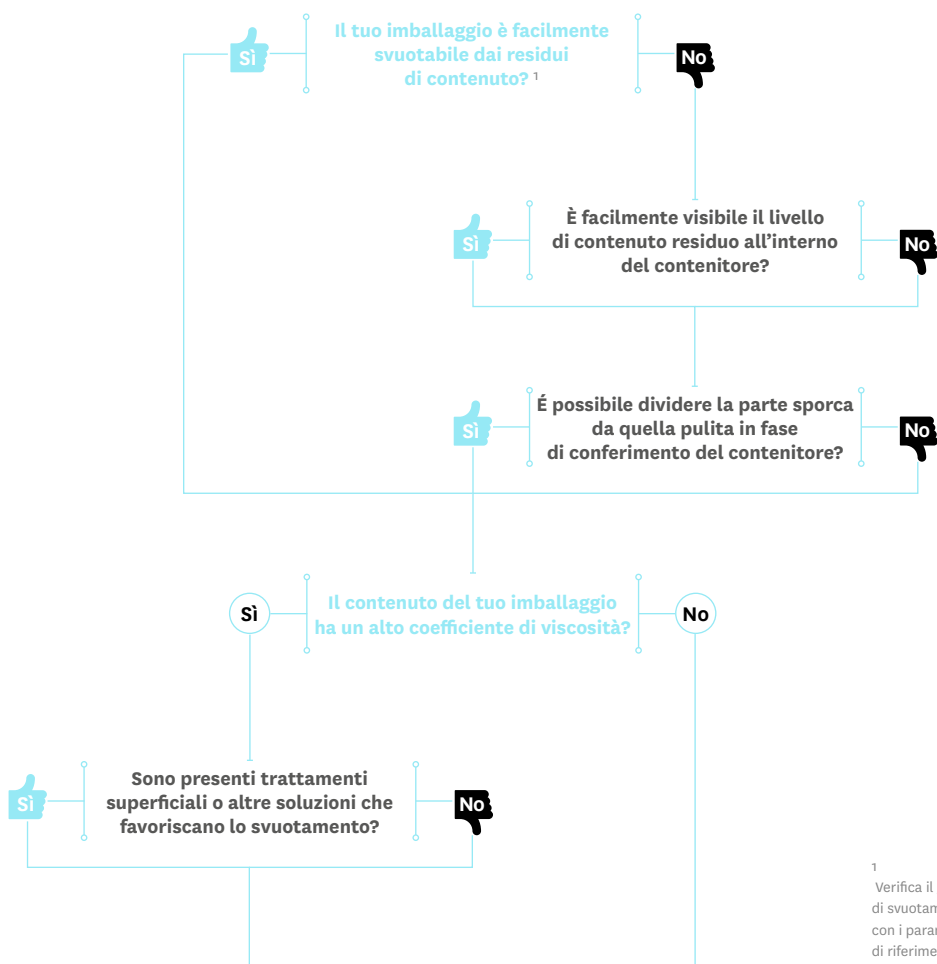 Sì
Il tuo imballaggio è facilmente
svuotabile dai residui
di contenuto? ¹
No
Sì
È facilmente visibile il livello
di contenuto residuo all’interno
del contenitore?
No
Sì
É possibile dividere la parte sporca
da quella pulita in fase
di conferimento del contenitore?
No
Sì
Il contenuto del tuo imballaggio
ha un alto coefficiente di viscosità?
No
Sì
Sono presenti trattamenti
superficiali o altre soluzioni che
favoriscano lo svuotamento?
No
1
Verifica il
di svuotam
con i param
di riferime